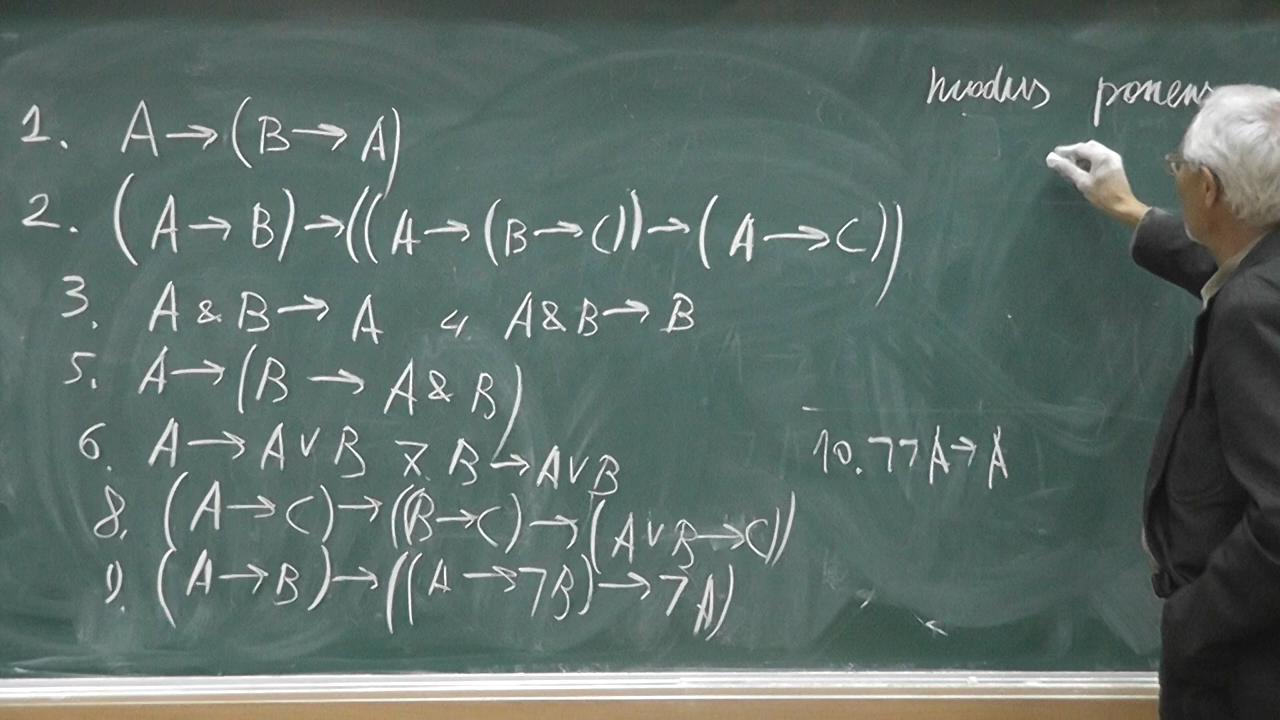 modus ponens
1. A→(B→A)
2. (A→B)→((A→(B→C))→(A→C))
3. A&B→A 4 A&B→B
5. A→(B→A&B)
6. A→A∨B 7. B→A∨B
8. (A→C)→((B→C)→(A∨B→C))
9. (A→B)→((A→¬B)→¬A)
10. ¬¬A→A